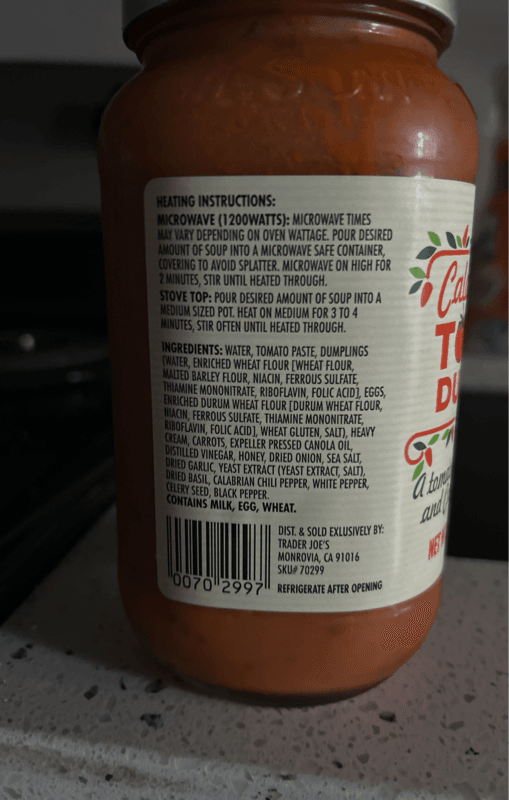 HEATING INSTRUCTIONS:
MICROWAVE (1200WATTS): MICROWAVE TIMES
MAY VARY DEPENDING ON OVEN WATTAGE. POUR DESIRED
AMOUNT OF SOUP INTO A MICROWAVE SAFE CONTAINER,
COVERING TO AVOID SPLATTER. MICROWAVE ON HIGH FOR
2 MINUTES, STIR UNTIL HEATED THROUGH.
STOVE TOP: POUR DESIRED AMOUNT OF SOUP INTO A
MEDIUM SIZED POT. HEAT ON MEDIUM FOR 3 TO 4
MINUTES, STIR OFTEN UNTIL HEATED THROUGH.
INGREDIENTS: WATER, TOMATO PASTE, DUMPLINGS
(WATER, ENRICHED WHEAT FLOUR [WHEAT FLOUR,
MALTED BARLEY FLOUR, NIACIN, FERROUS SULFATE,
THIAMINE MONONITRATE, RIBOFLAVIN, FOLIC ACID], EGGS,
ENRICHED DURUM WHEAT FLOUR [DURUM WHEAT FLOUR,
NIACIN, FERROUS SULFATE, THIAMINE MONONITRATE,
RIBOFLAVIN, FOLIC ACID], WHEAT GLUTEN, SALT), HEAVY
CREAM, CARROTS, EXPELLER PRESSED CANOLA OIL,
DISTILLED VINEGAR, HONEY, DRIED ONION, SEA SALT,
DRIED GARLIC, YEAST EXTRACT (YEAST EXTRACT, SALT),
DRIED BASIL, CALABRIAN CHILI PEPPER, WHITE PEPPER,
CELERY SEED, BLACK PEPPER.
CONTAINS MILK, EGG, WHEAT.
DIST. & SOLD EXCLUSIVELY BY:
TRADER JOE'S
MONROVIA, CA 91016
SKU# 70299
0070 2997
REFRIGERATE AFTER OPENING
Cal
TO
DU
A toma
and
NET